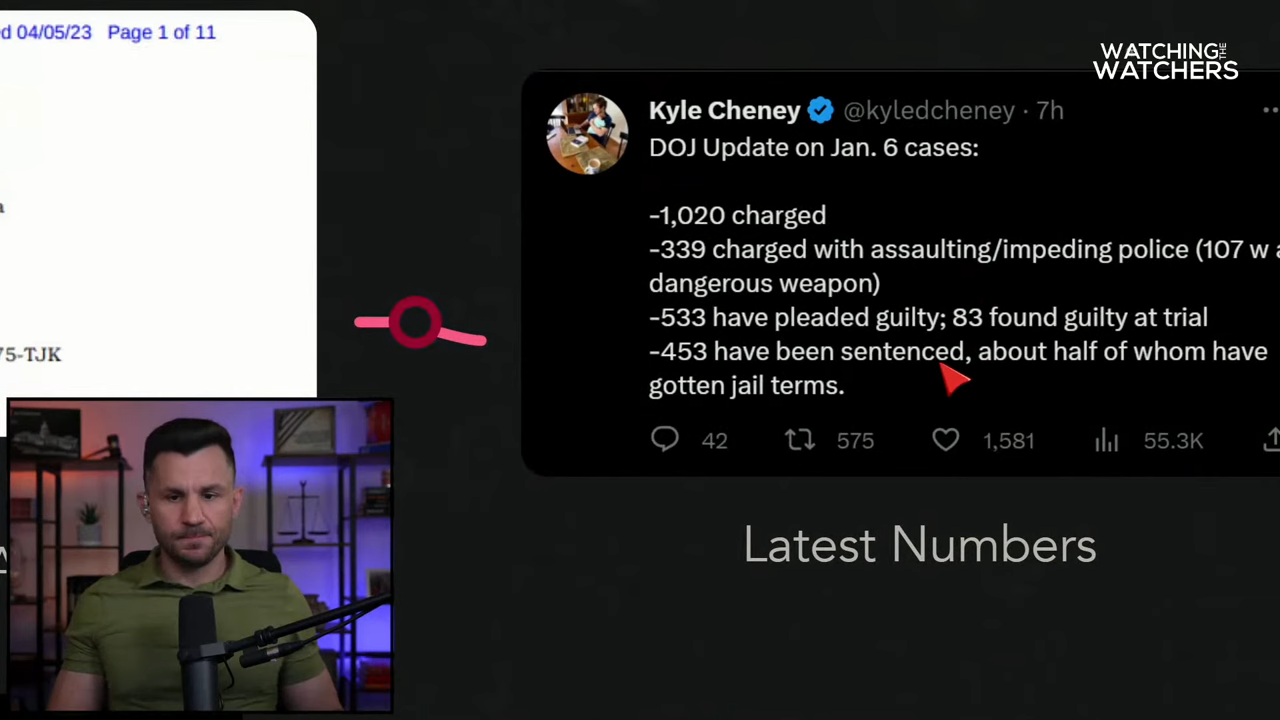 d 04/05/23 Page 1 of 11
a
75-TJK
WATCHING THE
WATCHERS
Kyle Cheney @kyledcheney · 7h
DOJ Update on Jan. 6 cases:
-1,020 charged
-339 charged with assaulting/impeding police (107 w a
dangerous weapon)
-533 have pleaded guilty; 83 found guilty at trial
-453 have been sentenced, about half of whom have
gotten jail terms.
42 575 1,581 55.3K
Latest Numbers